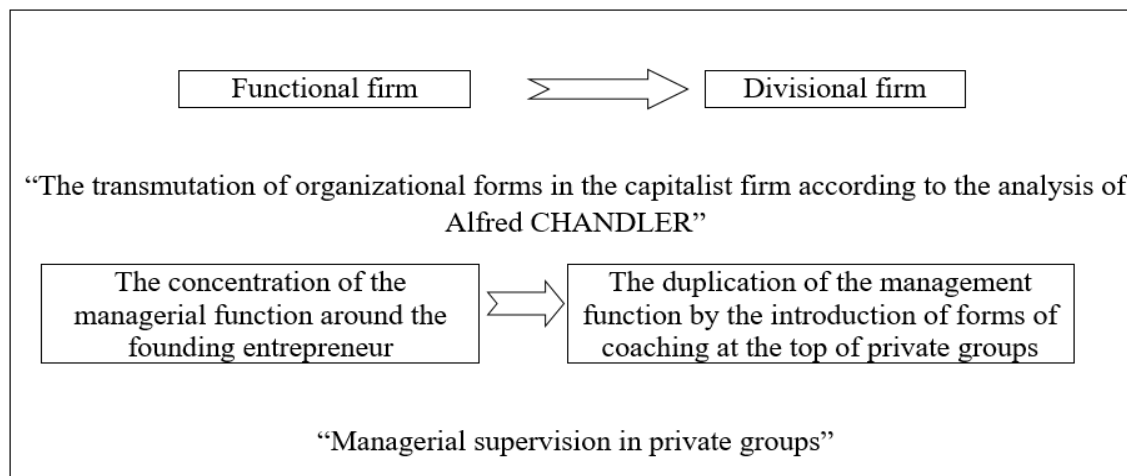 Functional firm
Divisional firm
“The transmutation of organizational forms in the capitalist firm according to the analysis of
Alfred CHANDLER”
The concentration of the
managerial function around the
founding entrepreneur
The duplication of the management
function by the introduction of forms of
coaching at the top of private groups
“Managerial supervision in private groups”